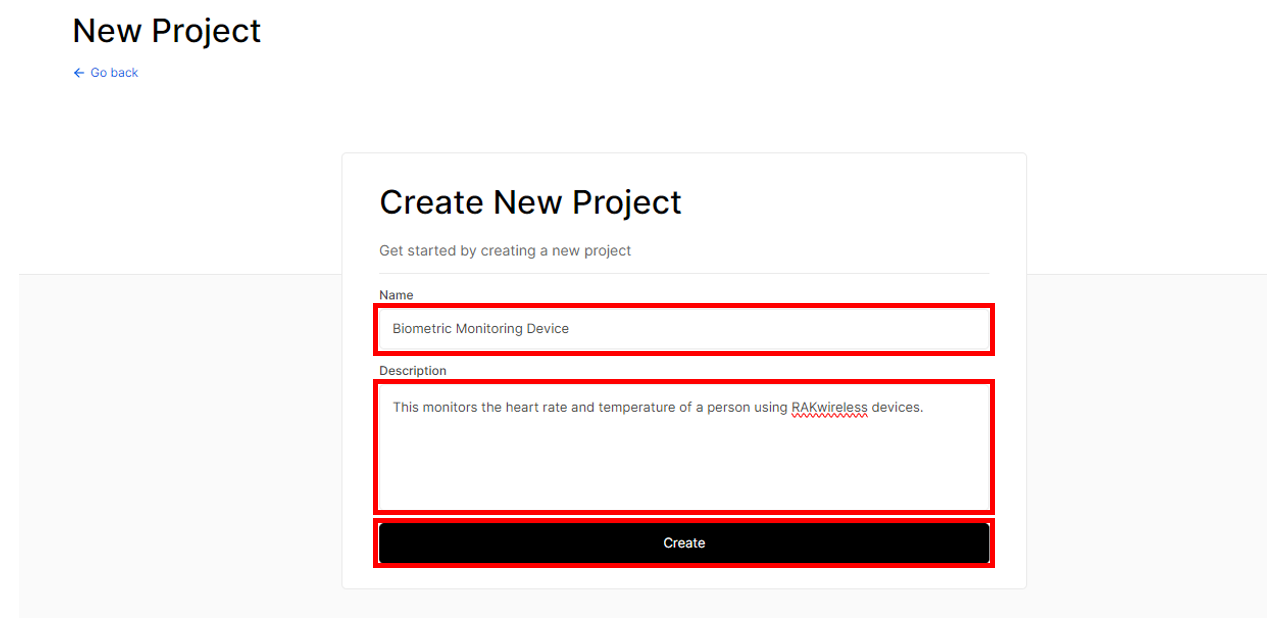 New Project
← Go back
Create New Project
Get started by creating a new project
Name
Biometric Monitoring Device
Description
This monitors the heart rate and temperature of a person using RAKwireless devices.
Create